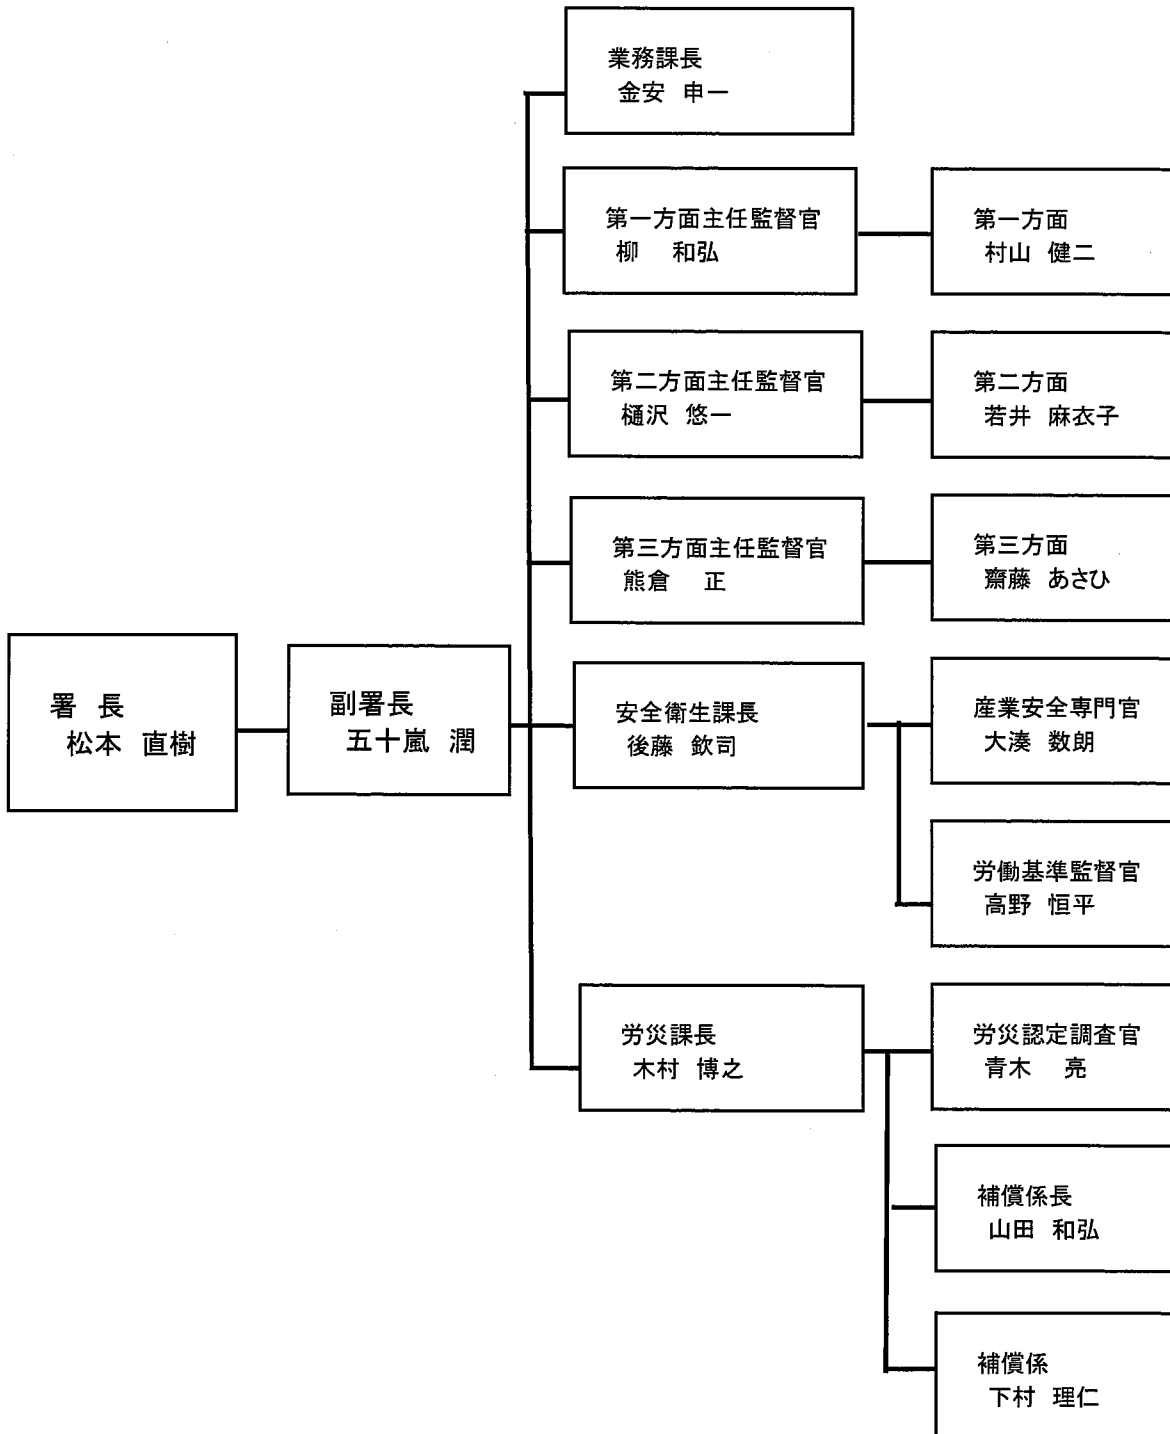 業務課長
金安 申一
第一方面主任監督官
柳 和弘
第一方面
村山 健二
第二方面主任監督官
樋沢 悠一
第二方面
若井 麻衣子
第三方面主任監督官
熊倉 正
第三方面
齋藤 あさひ
署 長
松本 直樹
副署長
五十嵐 潤
安全衛生課長
後藤 欽司
産業安全専門官
大湊 数朗
労働基準監督官
高野 恒平
労災課長
木村 博之
労災認定調査官
青木 亮
補償係長
山田 和弘
補償係
下村 理仁